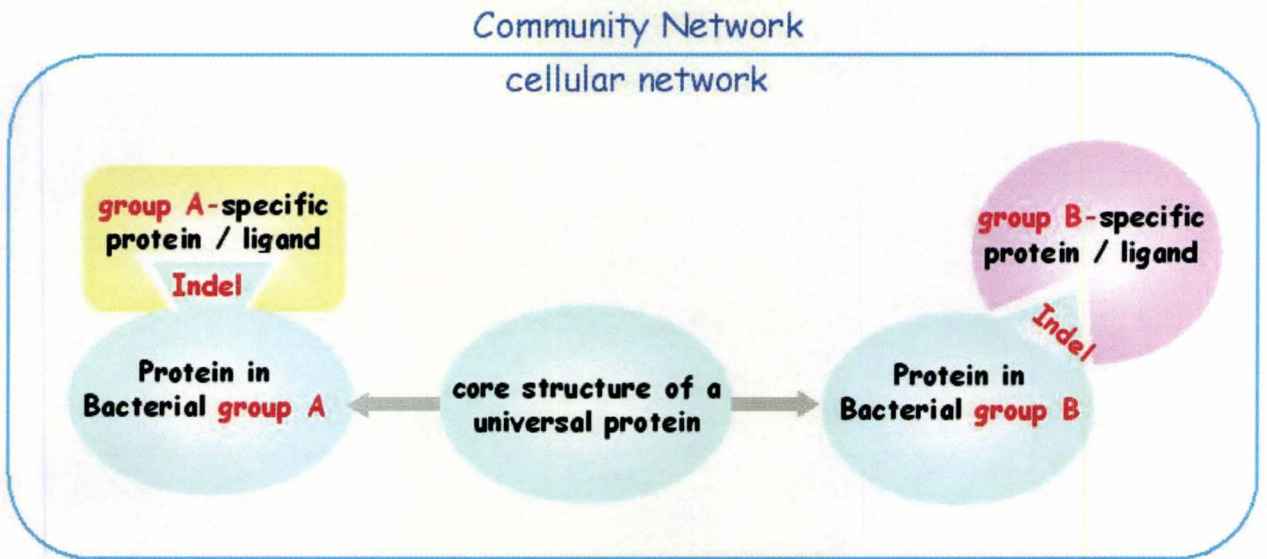 Community Network
cellular network
group A-specific
protein / ligand
Indel
Protein in
Bacterial group A
core structure of a
universal protein
group B-specific
protein / ligand
Indel
Protein in
Bacterial group B